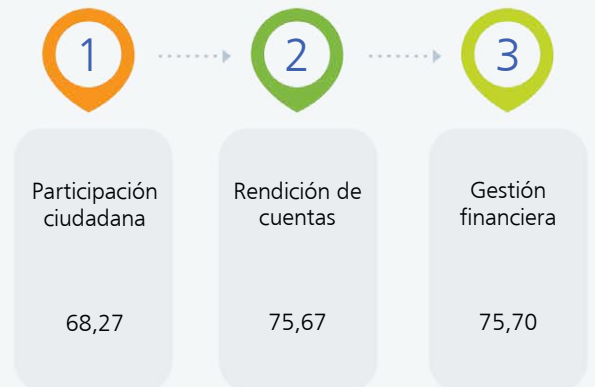 1
2
3
Participación
ciudadana
68,27
Rendición de
cuentas
75,67
Gestión
financiera
75,70